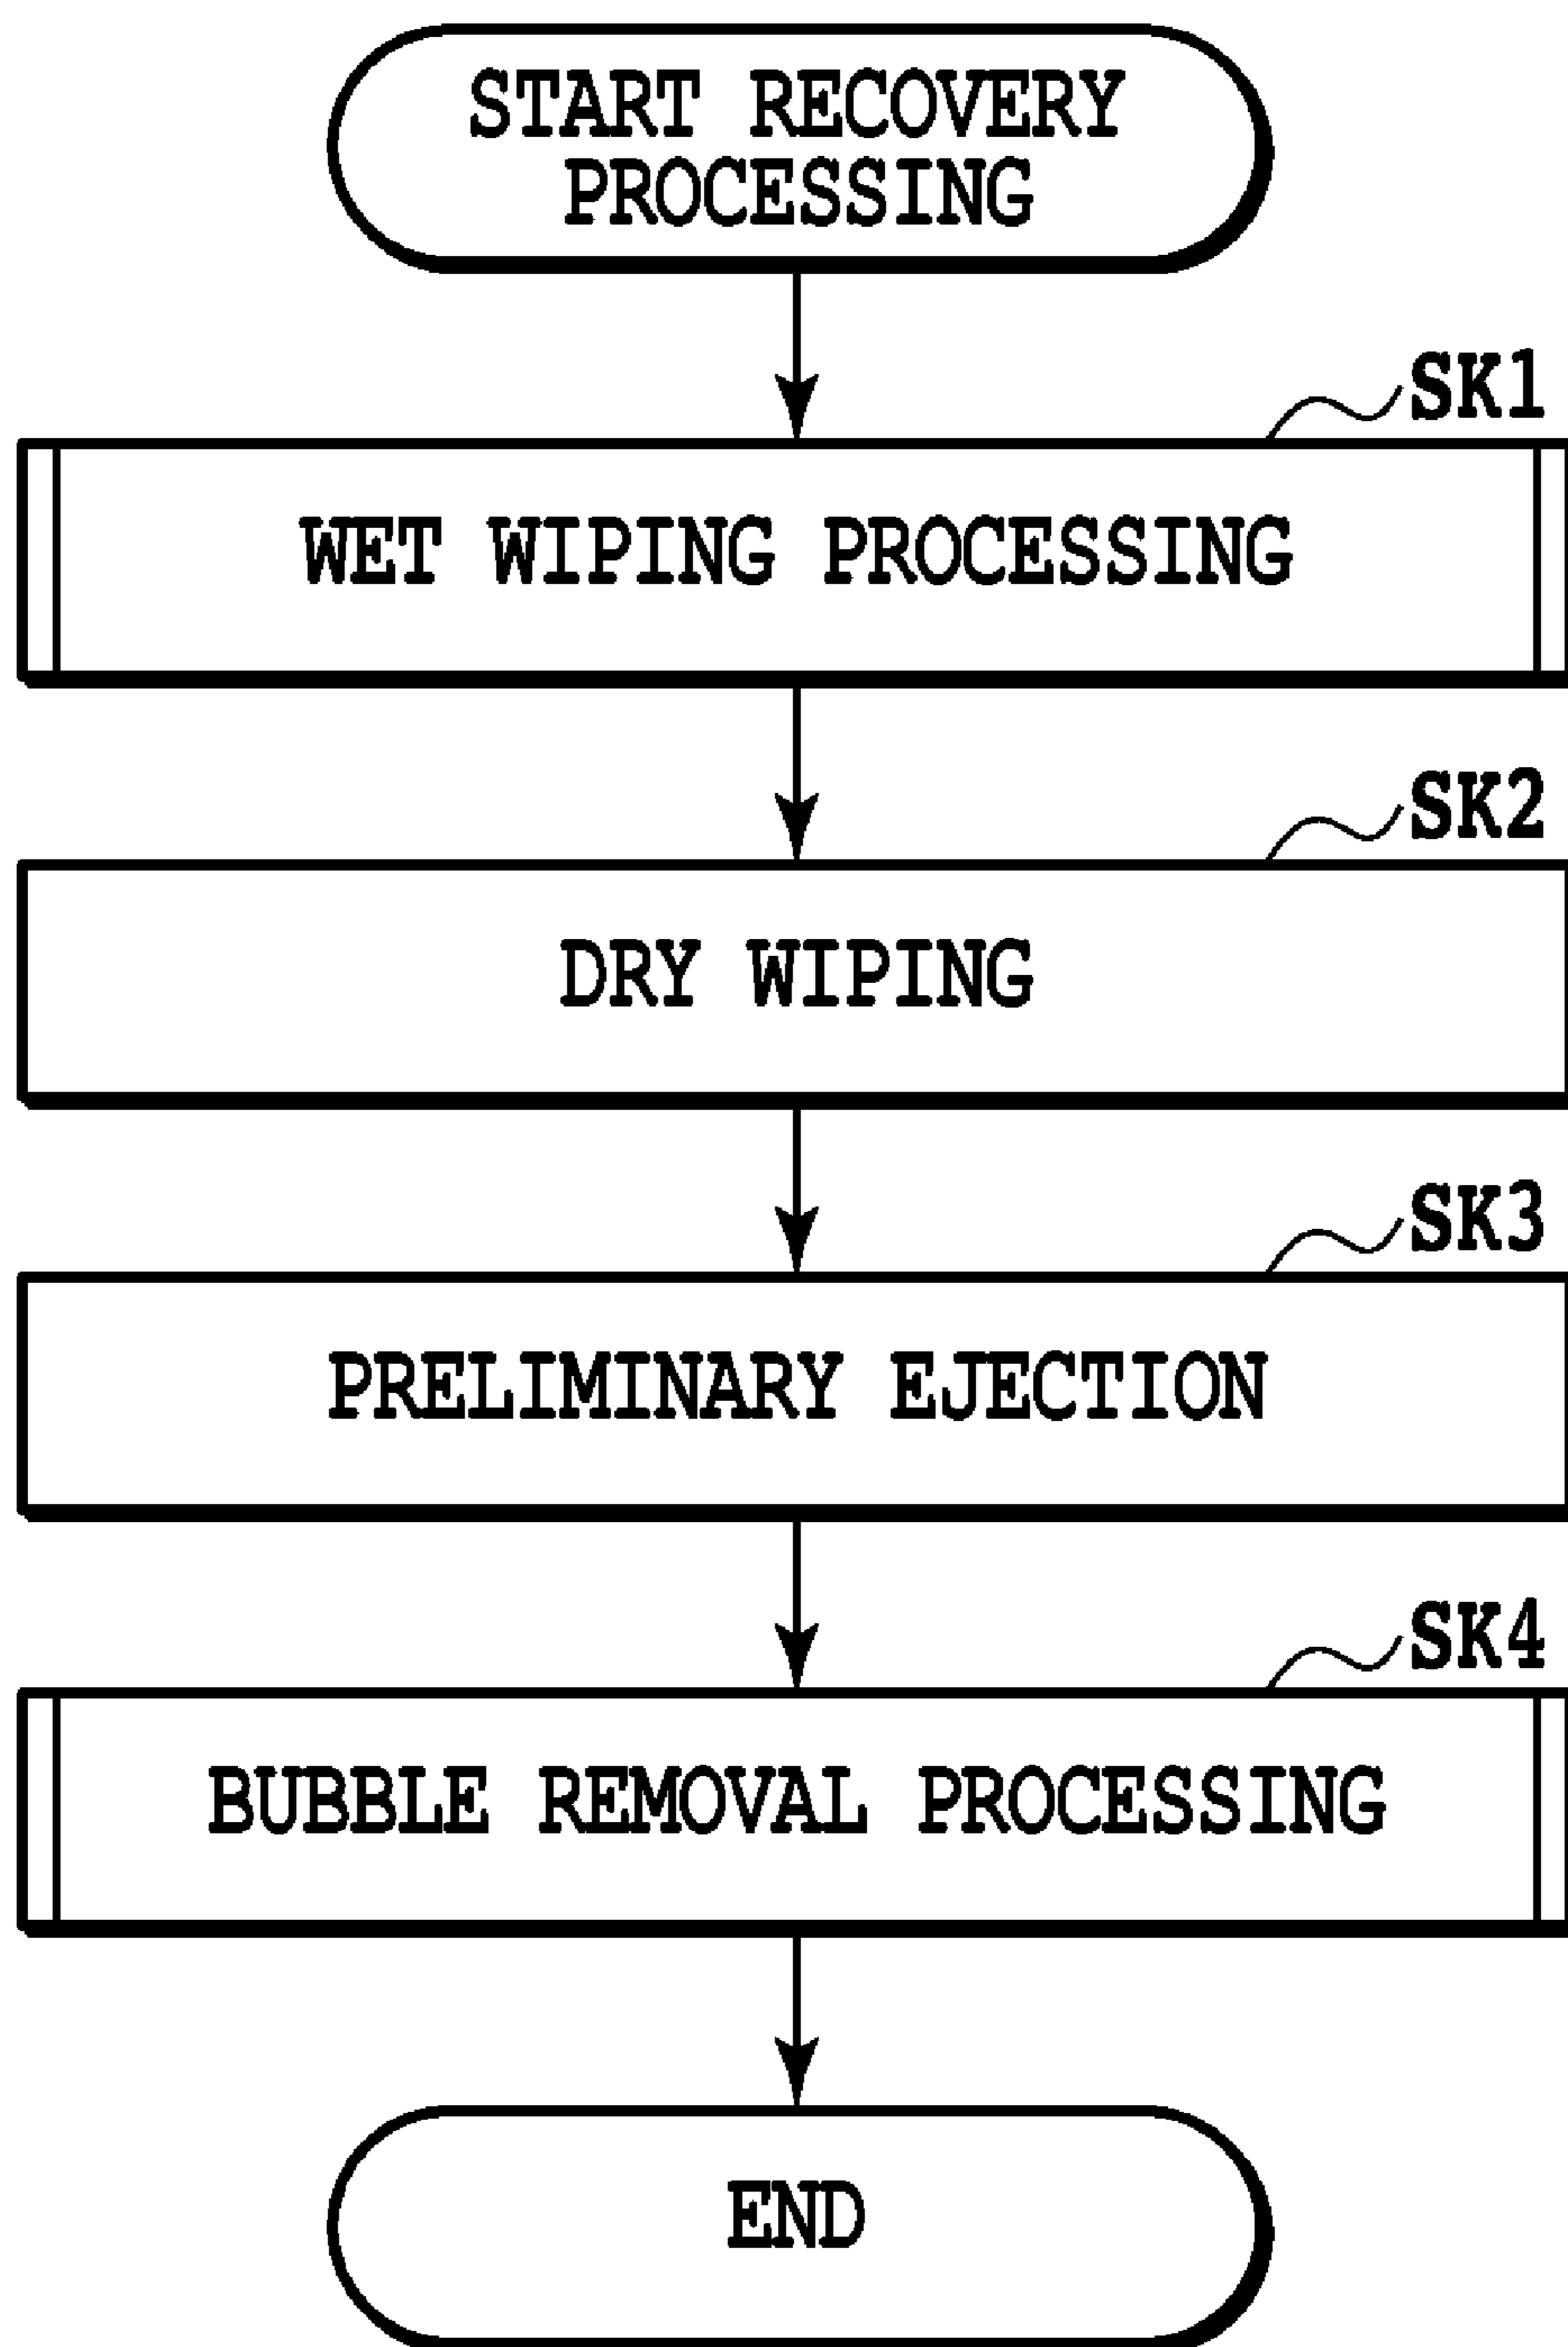 START RECOVERY
PROCESSING
SK1
WET WIPING PROCESSING
SK2
DRY WIPING
SK3
PRELIMINARY EJECTION
SK4
BUBBLE REMOVAL PROCESSING
END